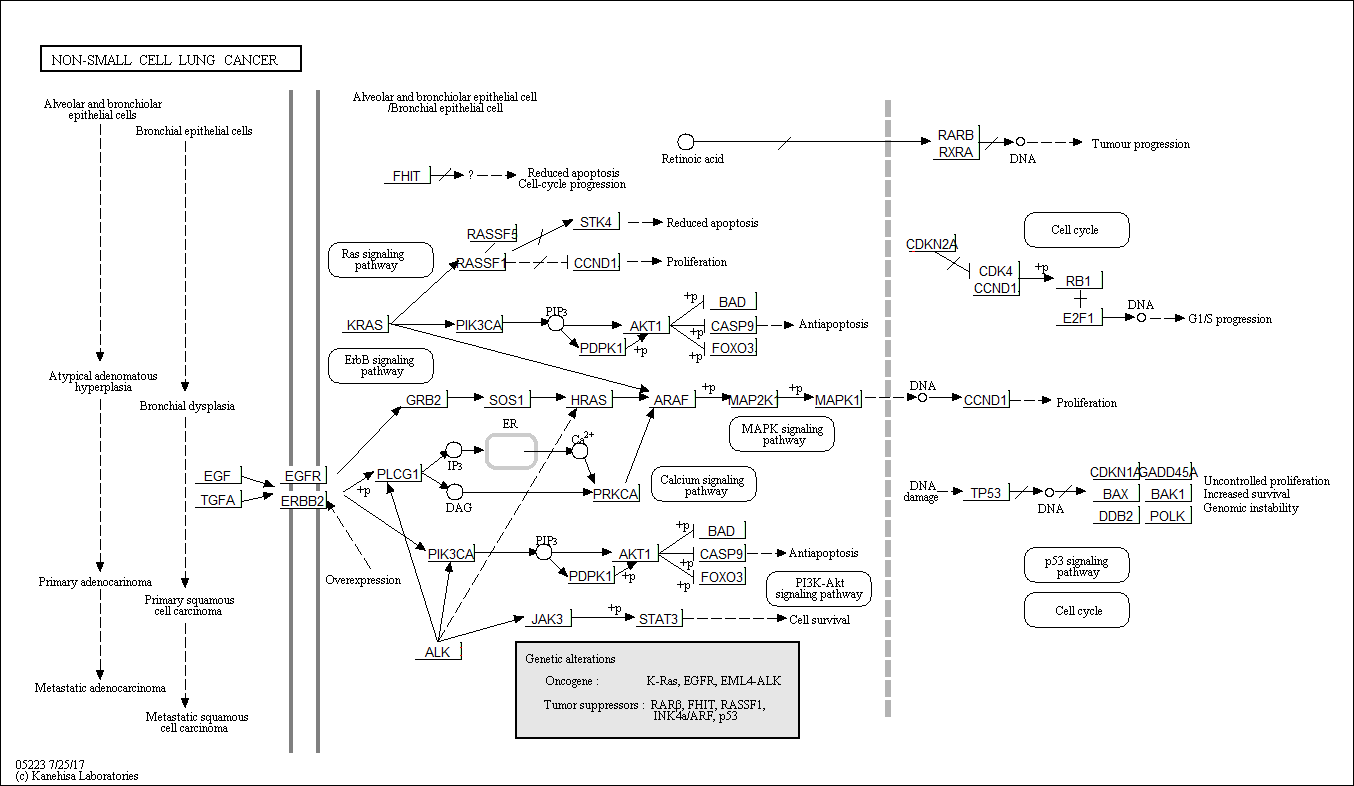 NON-SMALL CELL LUNG CANCER
Alveolar and bronchiolar
epithelial cells
Bronchial epithelial cells
Atypical adenomatous
hyperplasia
Bronchial dysplasia
Primary adenocarinoma
Primary squamous
cell carcinoma
Metastatic adenocarcinoma
Metastatic squamous
cell carcinoma
Alveolar and bronchiolar epithelial cell
/Bronchial epithelial cell
Retinoic acid
RARB
RXRA
DNA
Tumour progression
FHIT
?
Reduced apoptosis
Cell-cycle progression
Ras signaling
pathway
RASSF5
RASSF1
STK4
Reduced apoptosis
CCND1
Proliferation
KRAS
PIK3CA
PIP3
PDPK1
+p
AKT1
+p
+p
+p
BAD
CASP9
FOXO3
Antiapoptosis
ErbB signaling
pathway
GRB2
SOS1
HRAS
ARAF
+p
MAP2K1
+p
MAPK1
DNA
CCND1
Proliferation
MAPK signaling
pathway
EGF
TGFA
EGFR
ERBB2
+p
PLCG1
IP3
DAG
ER
Ca2+
PRKCA
Calcium signaling
pathway
Overexpression
PIK3CA
PIP3
PDPK1
+p
AKT1
+p
+p
+p
BAD
CASP9
FOXO3
Antiapoptosis
PI3K-Akt
signaling pathway
JAK3
+p
STAT3
Cell survival
ALK
CDKN2A
Cell cycle
CDK4
CCND1
+p
RB1
E2F1
DNA
G1/S progression
DNA
damage
TP53
DNA
CDKN1A
GADD45A
BAX
BAK1
DDB2
POLK
Uncontrolled proliferation
Increased survival
Genomic instability
p53 signaling
pathway
Cell cycle
Genetic alterations
Oncogene : K-Ras, EGFR, EML4-ALK
Tumor suppressors : RARβ, FHIT, RASSF1,
INK4a/ARF, p53
05223 7/25/17
(c) Kanehisa Laboratories